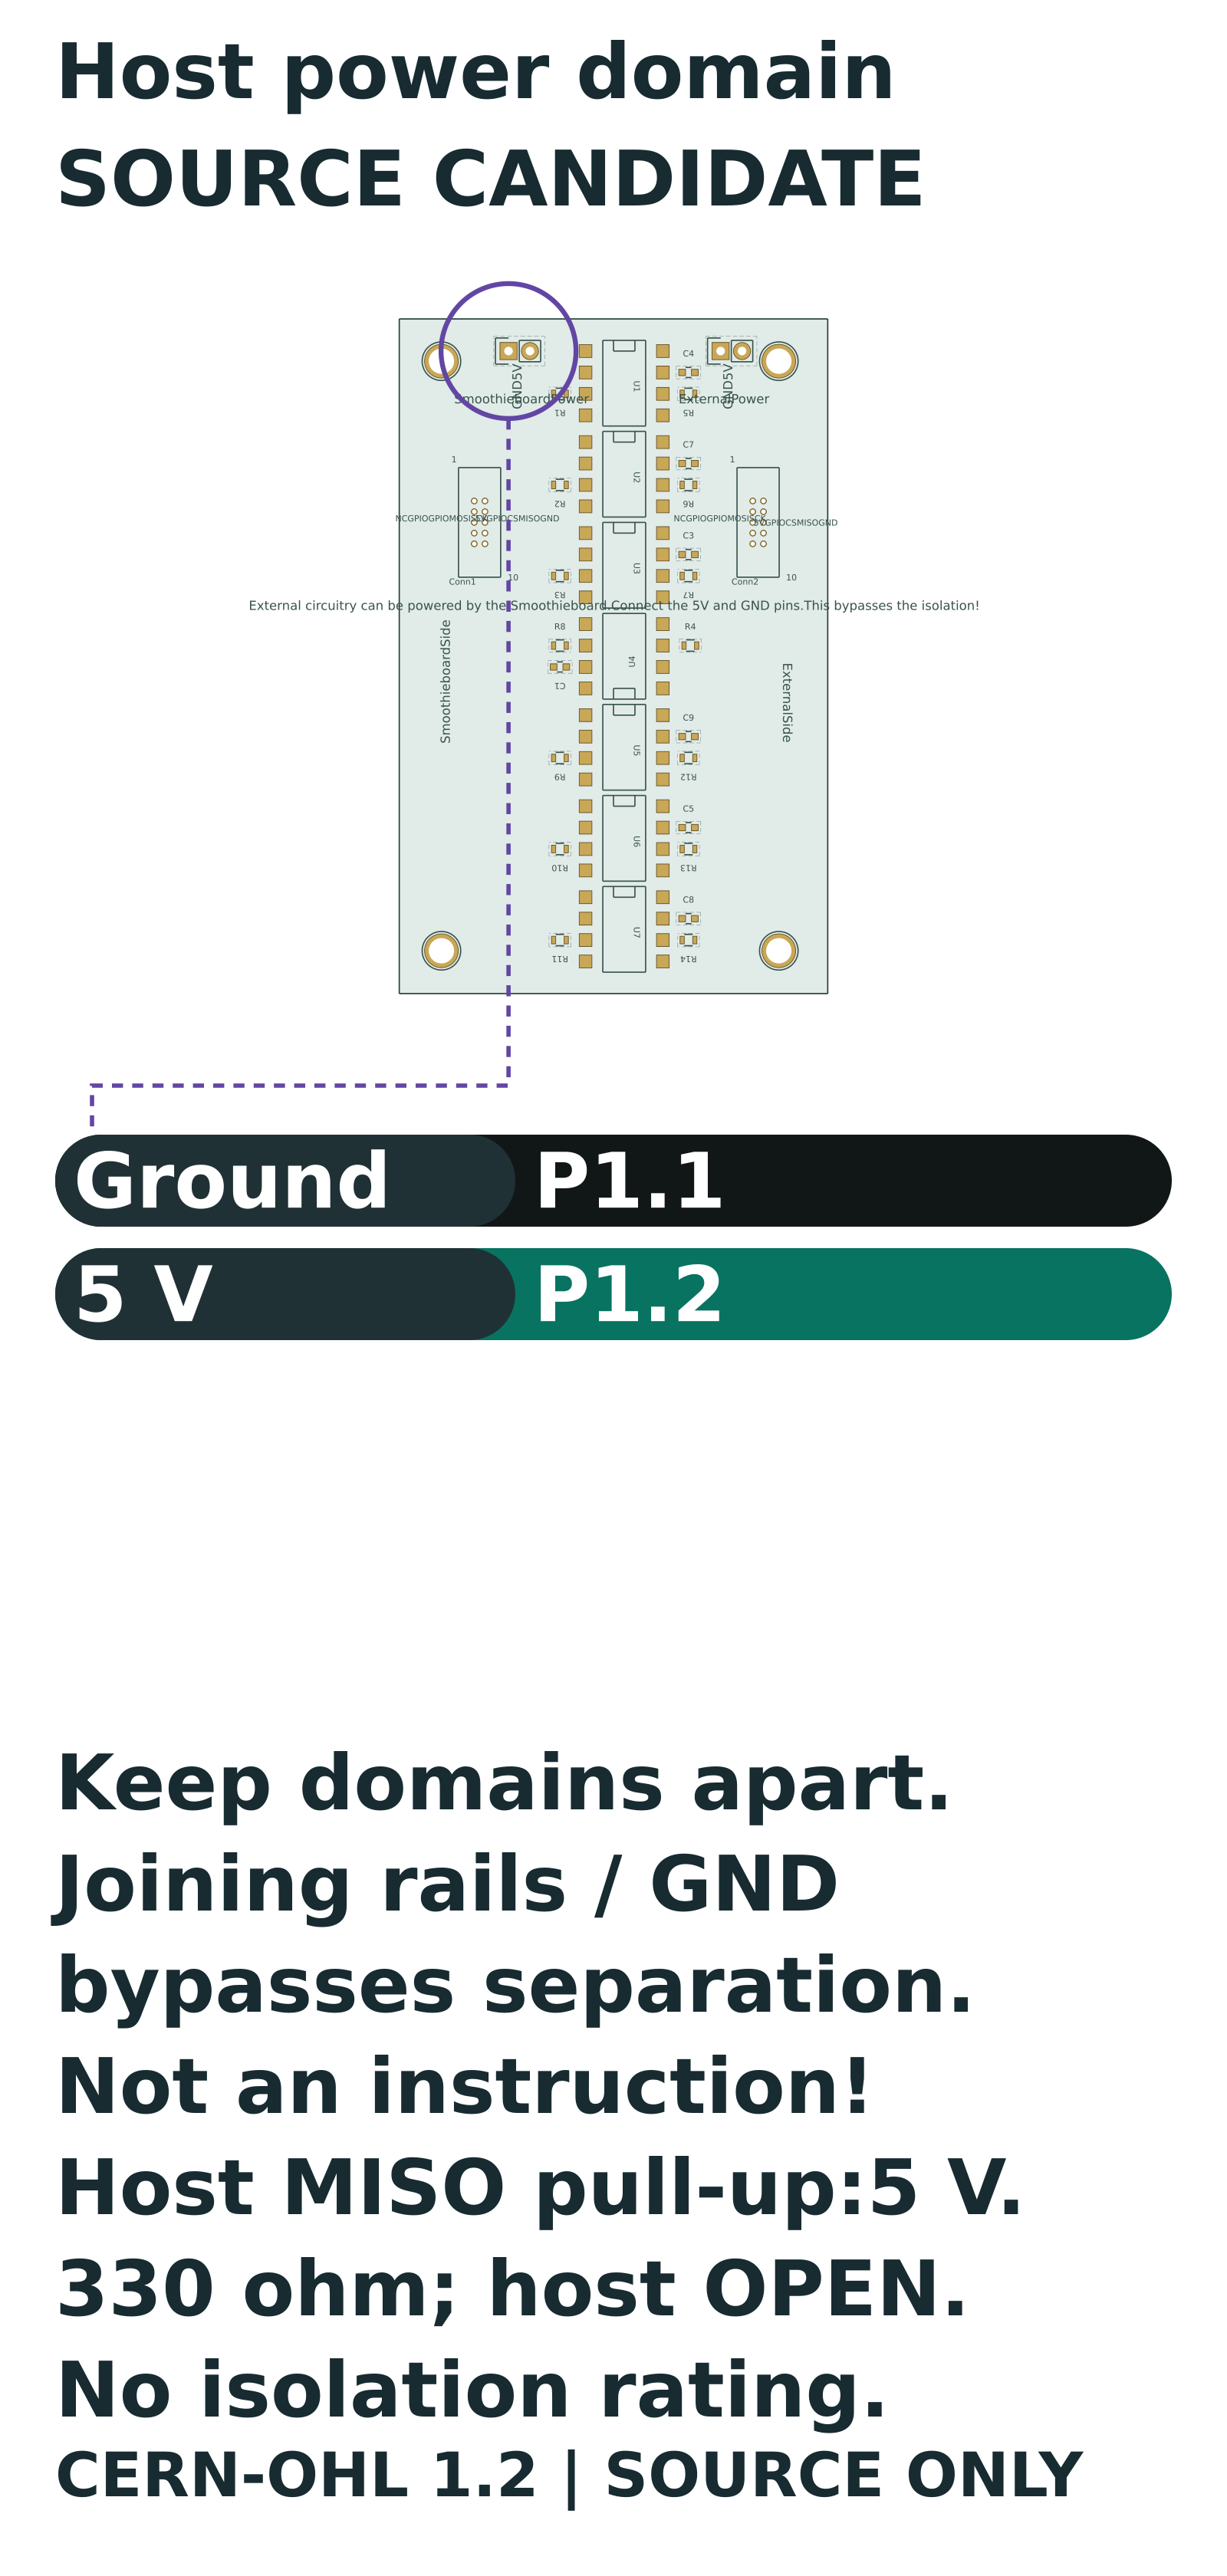 Host power domain
SOURCE CANDIDATE
GND5V
SmoothieboardPower
GND5V
ExternalPower
U1
C4
R1
R5
U2
C7
R2
R6
1
1
NCGPIOGPIOMOSISCK
5VGPIOCSMISOGND
NCGPIOGPIOMOSISCK
5VGPIOCSMISOGND
U3
C3
R3
R7
Conn1
10
Conn2
10
External circuitry can be powered by the Smoothieboard.Connect the 5V and GND pins.This bypasses the isolation!
SmoothieboardSide
ExternalSide
R8
R4
U4
C1
C9
U5
R9
R12
C5
U6
R10
R13
C8
U7
R11
R14
Ground P1.1
5 V P1.2
Keep domains apart.
Joining rails / GND
bypasses separation.
Not an instruction!
Host MISO pull-up:5 V.
330 ohm; host OPEN.
No isolation rating.
CERN-OHL 1.2 | SOURCE ONLY